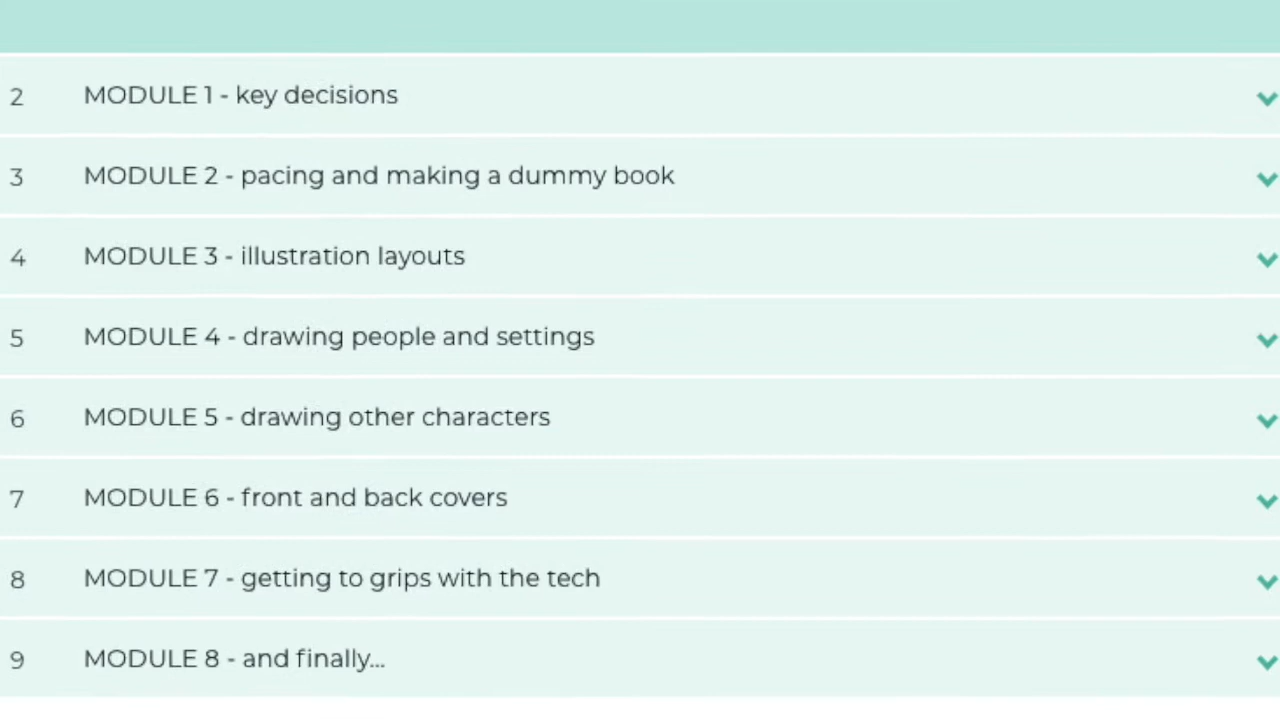 2 MODULE 1 - key decisions
3 MODULE 2 - pacing and making a dummy book
4 MODULE 3 - illustration layouts
5 MODULE 4 - drawing people and settings
6 MODULE 5 - drawing other characters
7 MODULE 6 - front and back covers
8 MODULE 7 - getting to grips with the tech
9 MODULE 8 - and finally...